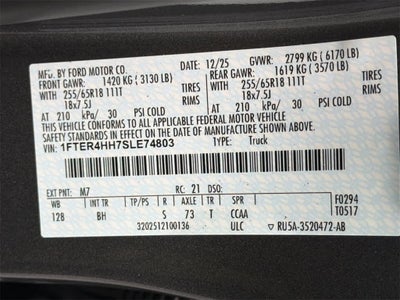 MFD. BY FORD MOTOR CO. 12/25 GVWR: 2799 KG (6170 LB)
FRONT GAWR: 1420 KG (3130 LB) REAR GAWR: 1619 KG (3570 LB)
WITH 255/65R18 111T TIRES WITH 255/65R18 111T TIRES
18x7.5J RIMS 18x7.5J RIMS
AT 210 kPa/ 30 PSI COLD AT 210 kPa/ 30 PSI COLD
THIS VEHICLE CONFORMS TO ALL APPLICABLE FEDERAL MOTOR VEHICLE
SAFETY STANDARDS IN EFFECT ON THE DATE OF MANUFACTURE SHOWN ABOVE.
VIN: 1FTER4HH7SLE74803 TYPE: Truck
EXT PNT: M7 RC: 21 DSO:
WB BRK INT TR TP/PS R AXLE TR SPR F0294
128 BH S 73 T CCAA T0517
3202512100136 ULC RU5A-3520472-AB